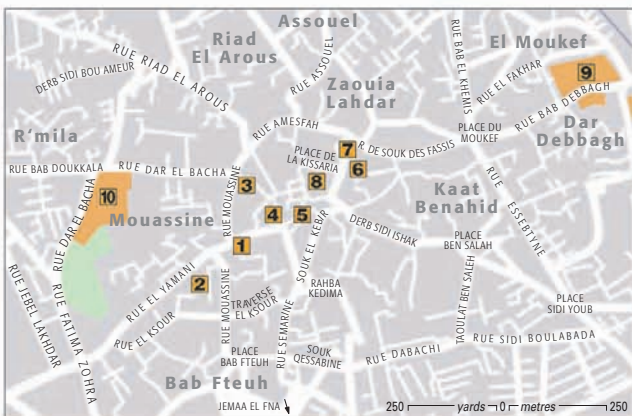 Assouel
Riad
El Arous
El Moukef
RUE RIAD EL AROUS
DERB SIDI BOU AMEUR
RUE ASSOUEL
RUE BAB EL KHEMIS
RUE EL FAKHAR
9
Zaouia
Lahdar
RUE BAB DEBBAGH
RUE AMESFAH
PLACE DU
MOUKEF
Dar
Debbagh
R'mila
7
R DE SOUK DES FASSIS
PLACE DE
LA KISSARIA
6
RUE BAB DOUKKALA
RUE DAR EL BACHA
8
3
RUE MOUASSINE
Kaat
Benahid
RUE ESSEBTYNE
10
RUE DAR EL BACHA
Mouassine
4
5
DERB SIDI ISHAK
PLACE
BEN SALAH
1
SOUK EL KEBIR
RUE EL YAMANI
2
RAHBA
KEDIMA
TAOULAT BEN SALEH
RUE JEBEL LAKHDAR
RUE FATIMA ZOHRA
RUE MOUASSINE
TRAVERSE
EL KSOUR
RUE EL KSOUR
RUE SEMARINE
PLACE
SIDI YOUB
PLACE
BAB FTEUH
SOUK
QESSABINE
RUE DABACHI
RUE SIDI BOULABADA
Bab Fteuh
JEMAA EL FNA
250 yards 0 metres 250